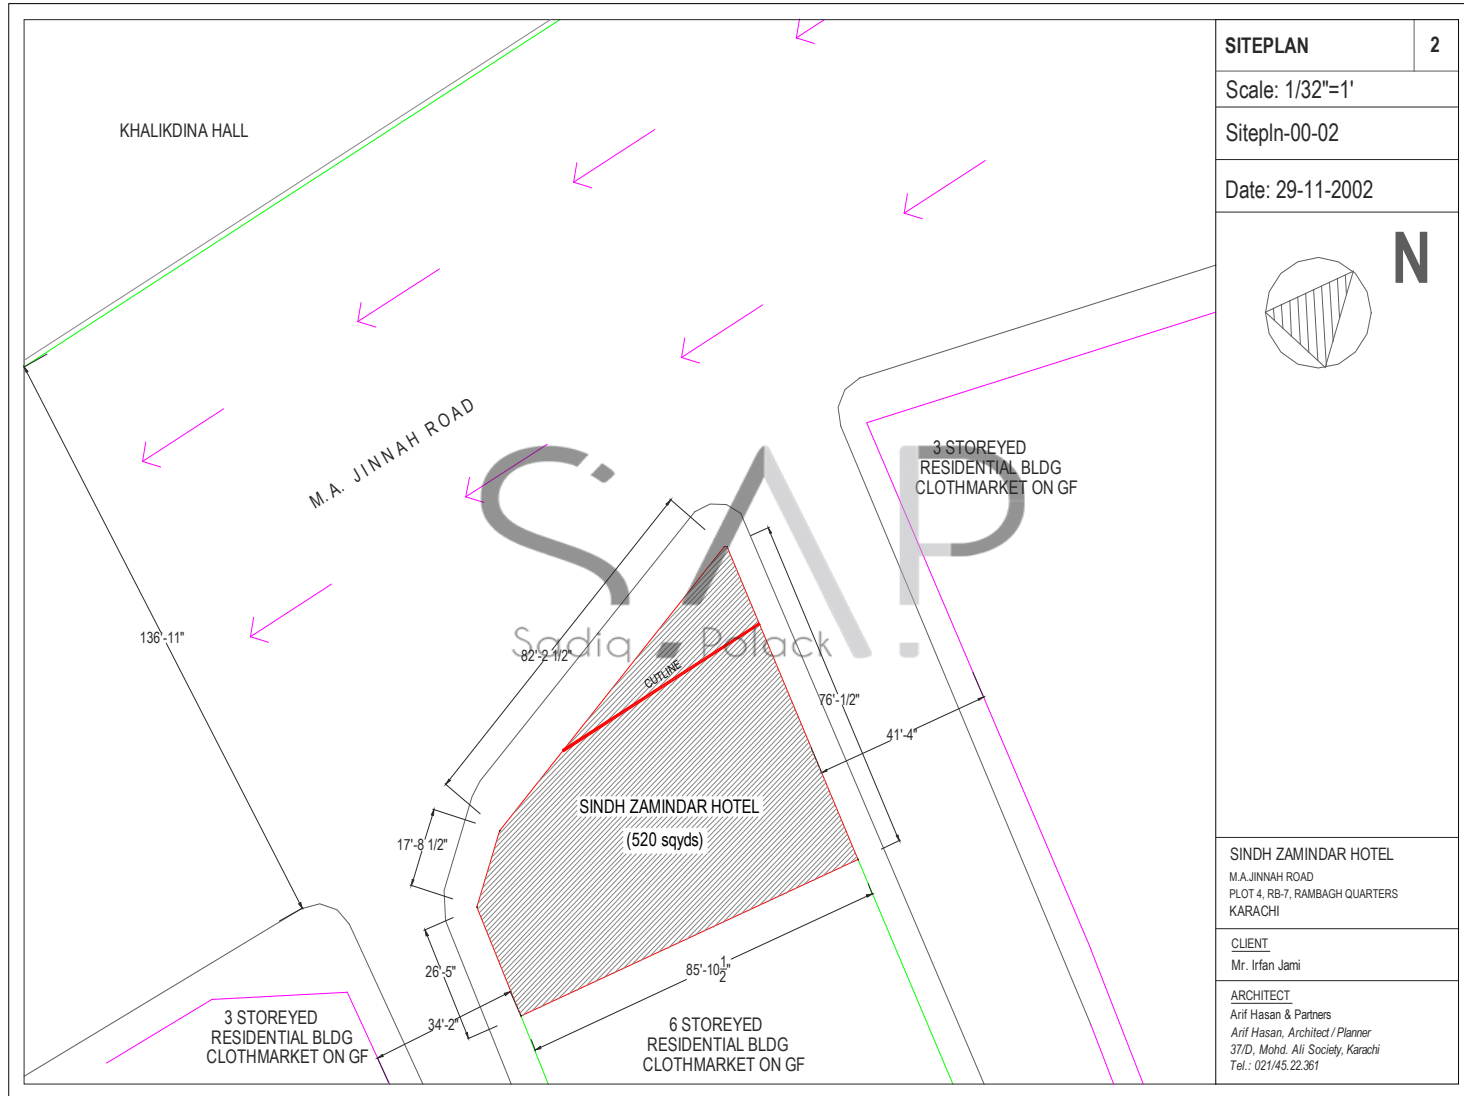 SITEPLAN 2
Scale: 1/32"=1'
Sitepln-00-02
Date: 29-11-2002
N
KHALIKDINA HALL
M.A. JINNAH ROAD
3 STOREYED
RESIDENTIAL BLDG
CLOTHMARKET ON GF
SAP.
Sadiq Polack
136'-11"
82'-2 1/2"
CUTLINE
76'-1/2"
41'-4"
SINDH ZAMINDAR HOTEL
(520 sqyds)
17'-8 1/2"
26'-5"
85'-10 1/2"
34'-2"
3 STOREYED
RESIDENTIAL BLDG
CLOTHMARKET ON GF
6 STOREYED
RESIDENTIAL BLDG
CLOTHMARKET ON GF
SINDH ZAMINDAR HOTEL
M.A.JINNAH ROAD
PLOT 4, RB-7, RAMBAGH QUARTERS
KARACHI
CLIENT
Mr. Irfan Jami
ARCHITECT
Arif Hasan & Partners
Arif Hasan, Architect / Planner
37/D, Mohd. Ali Society, Karachi
Tel.: 021/45.22.361